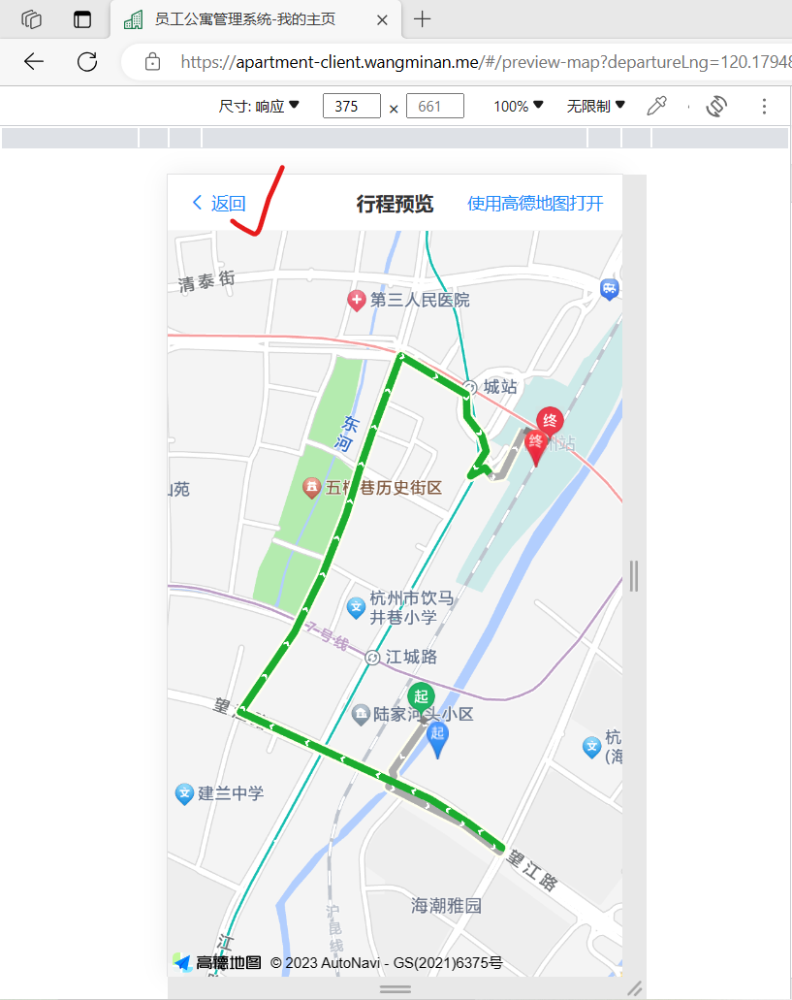 员工公寓管理系统-我的主页
https://apartment-client.wangminan.me/#/preview-map?departureLng=120.17948
尺寸: 响应 375 × 661 100% 无限制
返回 行程预览 使用高德地图打开
清泰街
第三人民医院
城站
终
终
州站
东河
山苑
五柳巷历史街区
杭州市饮马
井巷小学
7号线
江城路
起
望江
陆家河头小区
起
杭
(海
建兰中学
望江路
海潮雅园
沪昆线
江
高德地图 © 2023 AutoNavi - GS(2021)6375号